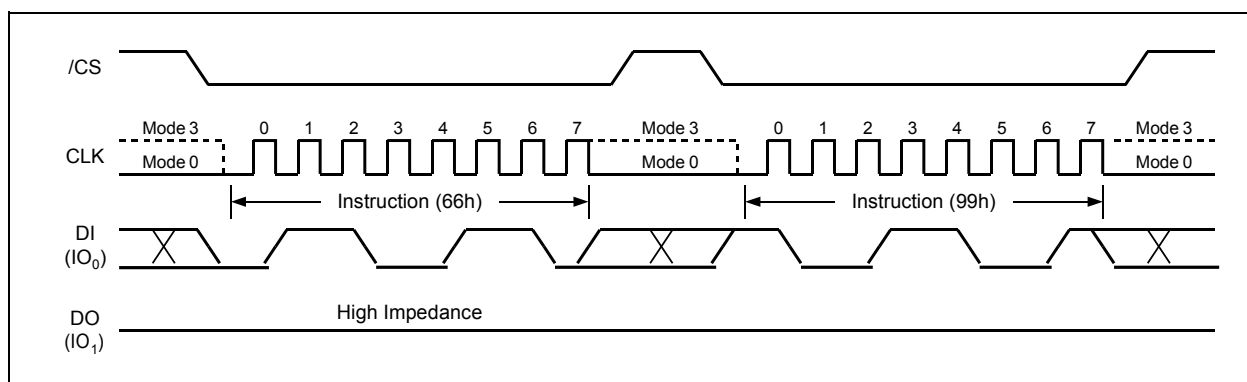 /CS
Mode 3 0 1 2 3 4 5 6 7 Mode 3 0 1 2 3 4 5 6 7 Mode 3
CLK Mode 0 Mode 0 Mode 0
Instruction (66h) Instruction (99h)
DI
(IO₀)
High Impedance
DO
(IO₁)